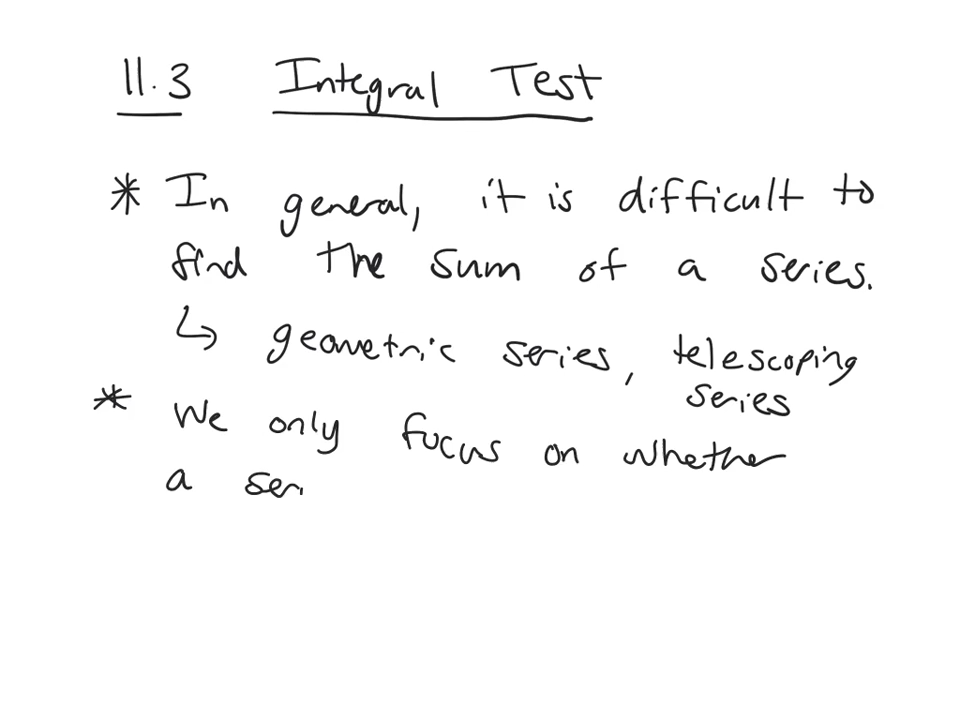 11.3 Integral Test
* In general, it is difficult to
find the sum of a series.
↳ geometric series, telescoping
series
* We only focus on whether
a seri